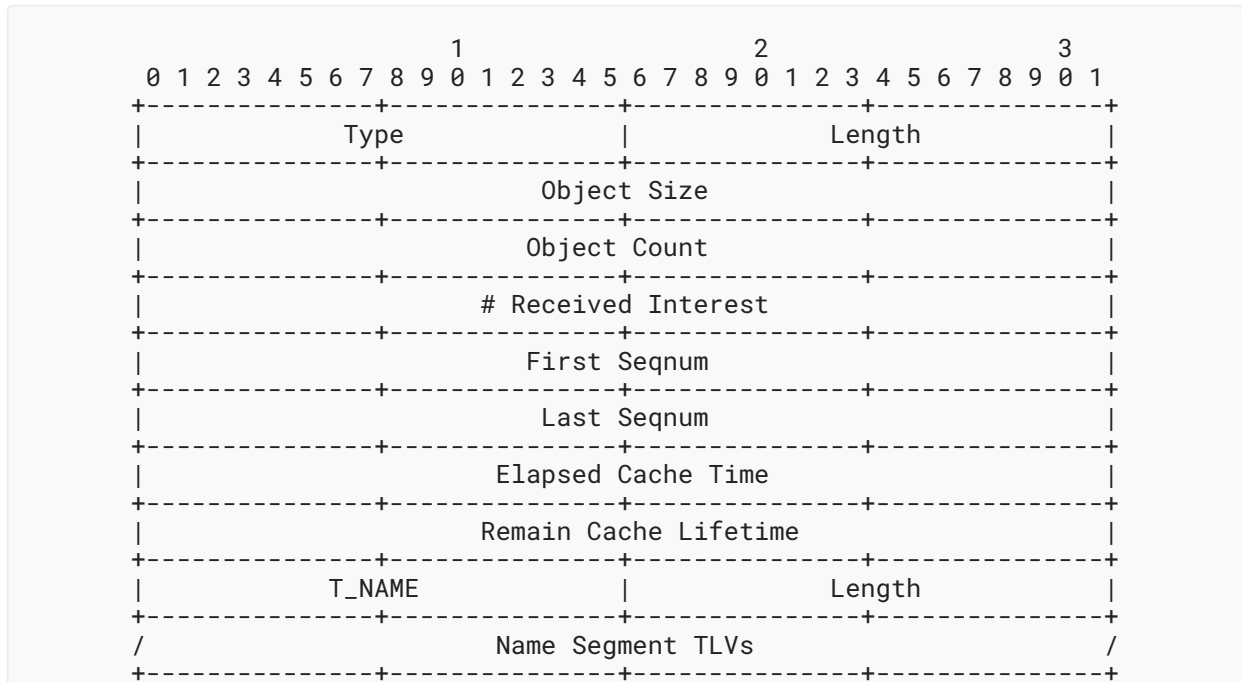 1                   2                   3
 0 1 2 3 4 5 6 7 8 9 0 1 2 3 4 5 6 7 8 9 0 1 2 3 4 5 6 7 8 9 0 1
+---------------+---------------+---------------+---------------+
|             Type              |             Length            |
+---------------+---------------+---------------+---------------+
|                          Object Size                          |
+---------------+---------------+---------------+---------------+
|                         Object Count                          |
+---------------+---------------+---------------+---------------+
|                      # Received Interest                      |
+---------------+---------------+---------------+---------------+
|                         First Seqnum                          |
+---------------+---------------+---------------+---------------+
|                          Last Seqnum                          |
+---------------+---------------+---------------+---------------+
|                       Elapsed Cache Time                      |
+---------------+---------------+---------------+---------------+
|                      Remain Cache Lifetime                    |
+---------------+---------------+---------------+---------------+
|            T_NAME             |             Length            |
+---------------+---------------+---------------+---------------+
/                       Name Segment TLVs                       /
+---------------+---------------+---------------+---------------+